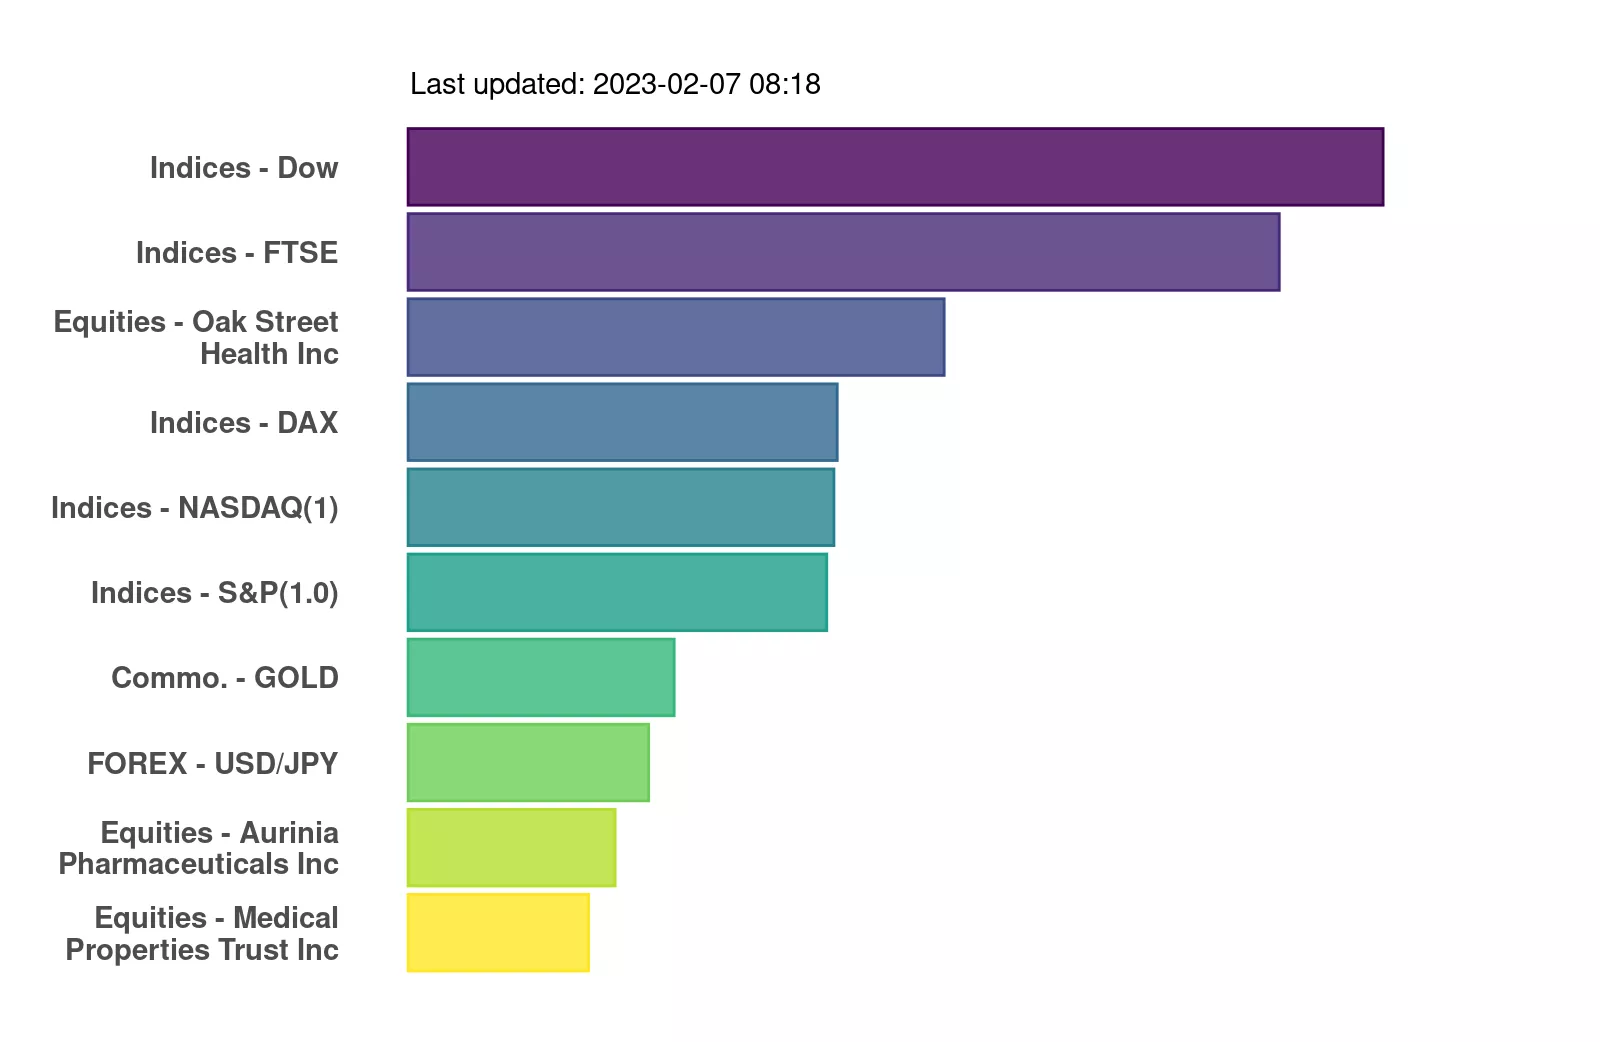 Last updated: 2023-02-07 08:18
Indices - Dow
Indices - FTSE
Equities - Oak Street
Health Inc
Indices - DAX
Indices - NASDAQ(1)
Indices - S&P(1.0)
Commo. - GOLD
FOREX - USD/JPY
Equities - Aurinia
Pharmaceuticals Inc
Equities - Medical
Properties Trust Inc